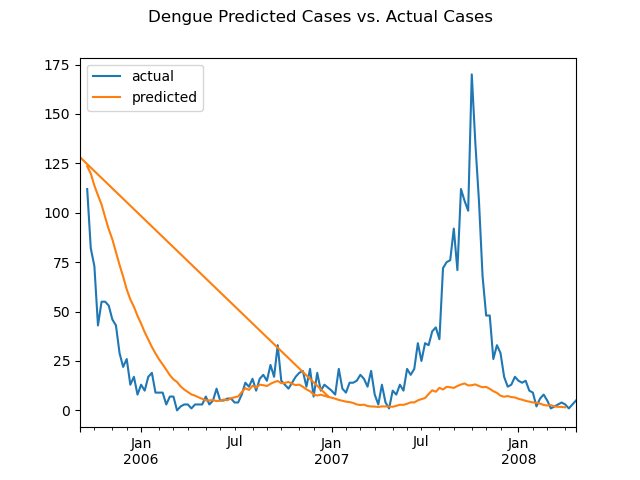 Dengue Predicted Cases vs. Actual Cases
175
150
125
100
75
50
25
0
actual
predicted
Jan
2006
Jul
Jan
2007
Jul
Jan
2008